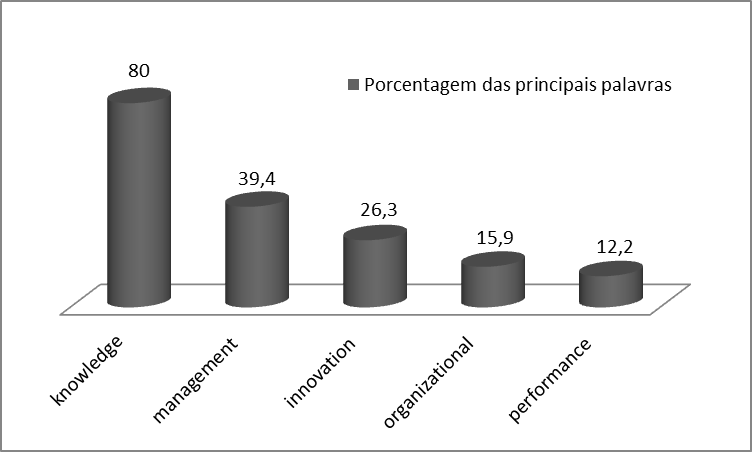 80
Porcentagem das principais palavras
39,4
26,3
15,9
12,2
knowledge
management
innovation
organizational
performance